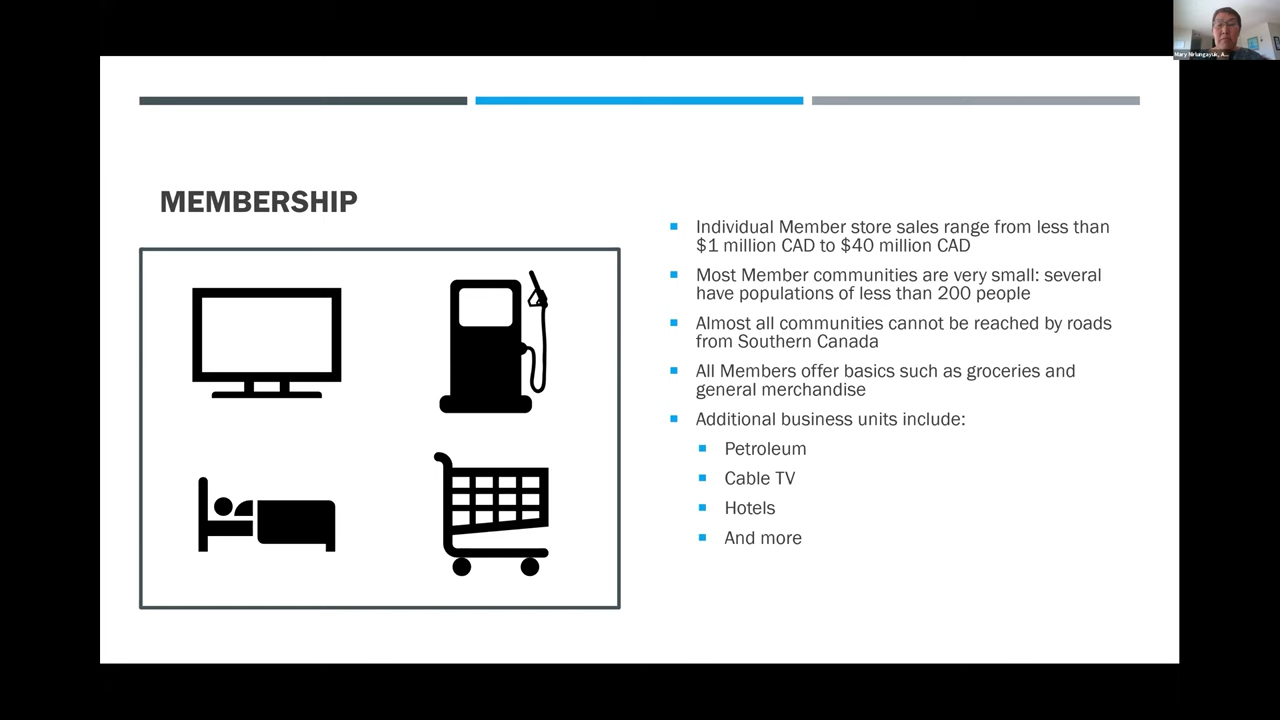 Mary Nirlungayuk, A...
MEMBERSHIP
Individual Member store sales range from less than
$1 million CAD to $40 million CAD
Most Member communities are very small: several
have populations of less than 200 people
Almost all communities cannot be reached by roads
from Southern Canada
All Members offer basics such as groceries and
general merchandise
Additional business units include:
Petroleum
Cable TV
Hotels
And more